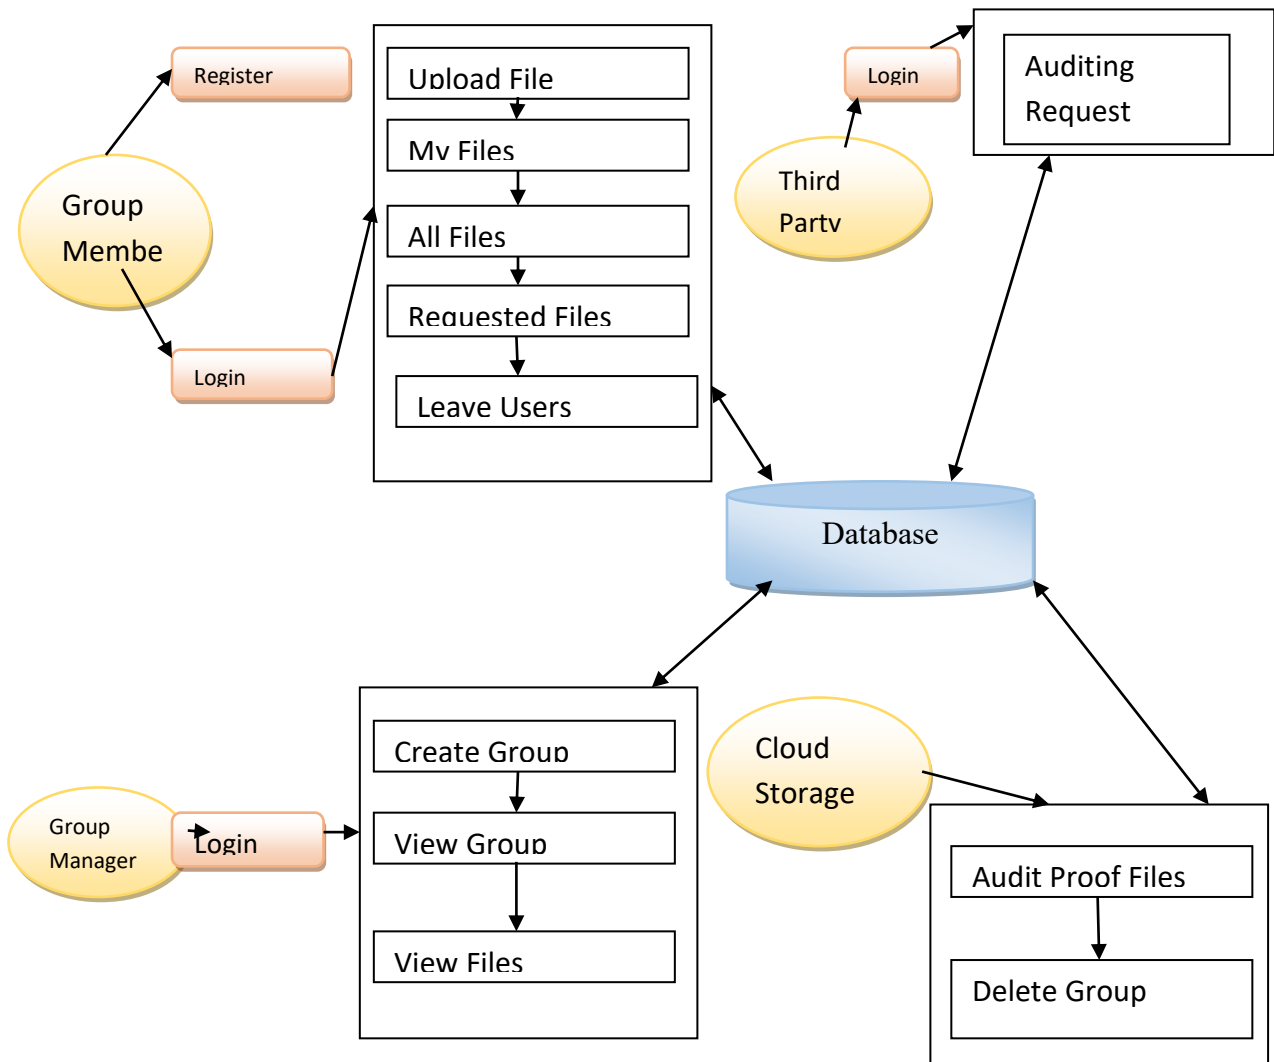 Register
Upload File
My Files
All Files
Requested Files
Leave Users
Group
Membe
Login
Login
Auditing
Request
Third
Party
Database
Create Group
View Group
View Files
Group
Manager
Login
Cloud
Storage
Audit Proof Files
Delete Group